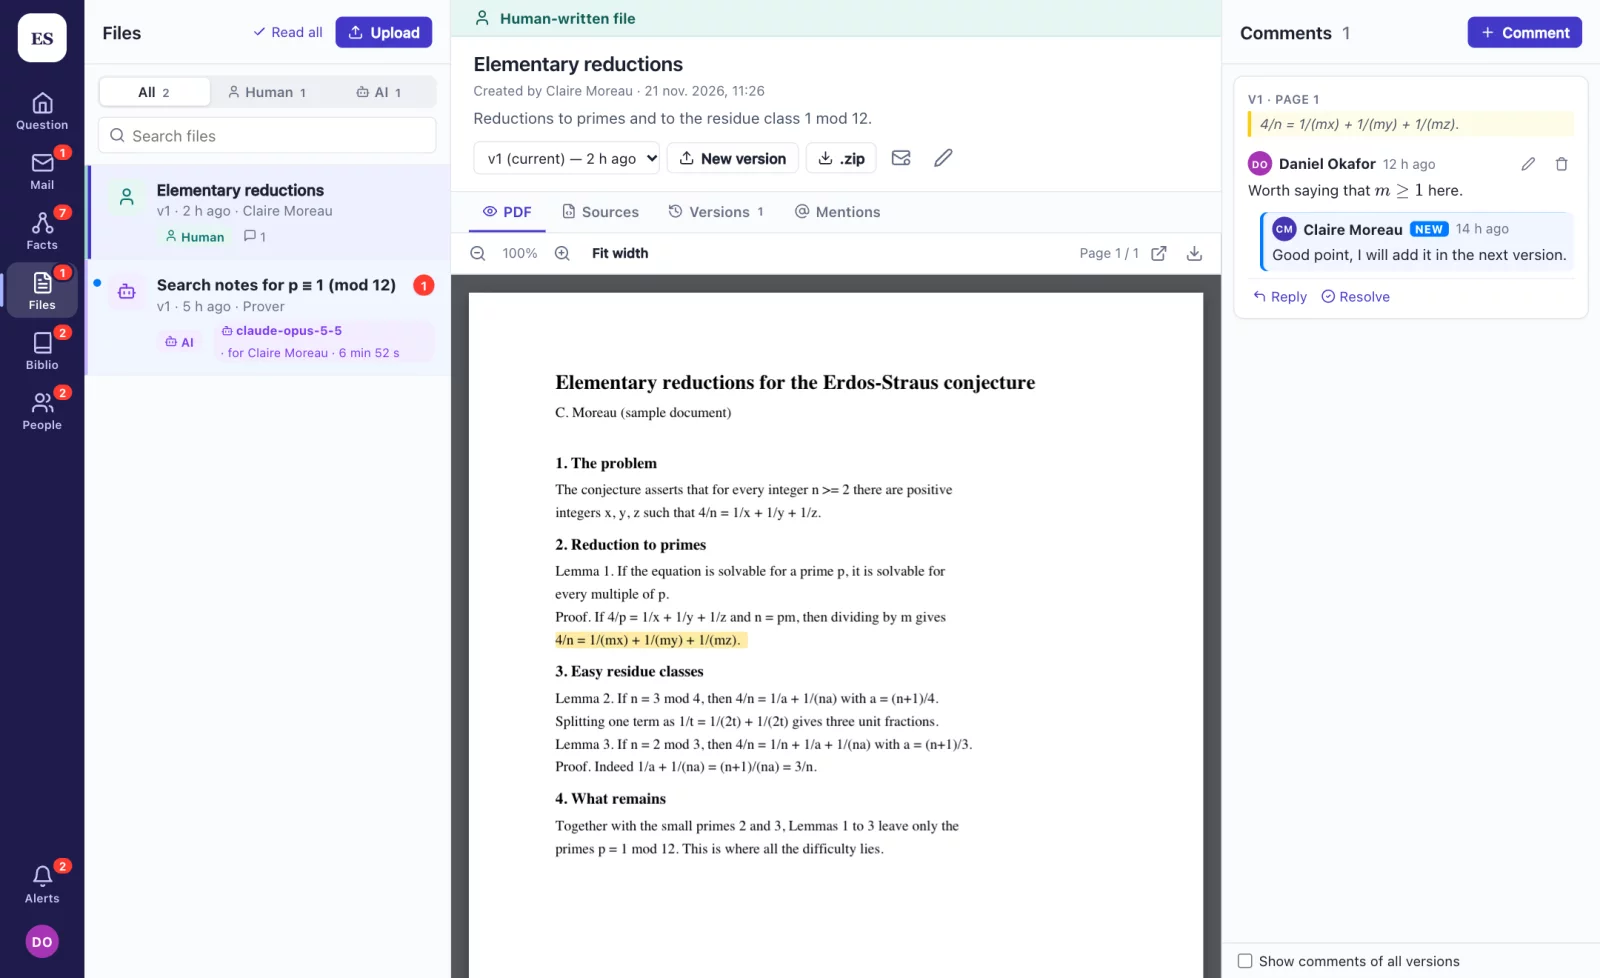 ES
Question
1
Mail
7
Facts
1
Files
2
Biblio
2
People
2
Alerts
DO
Files
Read all
Upload
All 2
Human 1
AI 1
Search files
Elementary reductions
v1 · 2 h ago · Claire Moreau
Human
1
Search notes for p ≡ 1 (mod 12)
1
v1 · 5 h ago · Prover
AI
claude-opus-5-5
· for Claire Moreau · 6 min 52 s
Human-written file
Elementary reductions
Created by Claire Moreau · 21 nov. 2026, 11:26
Reductions to primes and to the residue class 1 mod 12.
v1 (current) — 2 h ago
New version
.zip
PDF
Sources
Versions 1
Mentions
100%
Fit width
Page 1 / 1
Elementary reductions for the Erdos-Straus conjecture
C. Moreau (sample document)
1. The problem
The conjecture asserts that for every integer n >= 2 there are positive
integers x, y, z such that 4/n = 1/x + 1/y + 1/z.
2. Reduction to primes
Lemma 1. If the equation is solvable for a prime p, it is solvable for
every multiple of p.
Proof. If 4/p = 1/x + 1/y + 1/z and n = pm, then dividing by m gives
4/n = 1/(mx) + 1/(my) + 1/(mz).
3. Easy residue classes
Lemma 2. If n = 3 mod 4, then 4/n = 1/a + 1/(na) with a = (n+1)/4.
Splitting one term as 1/t = 1/(2t) + 1/(2t) gives three unit fractions.
Lemma 3. If n = 2 mod 3, then 4/n = 1/n + 1/a + 1/(na) with a = (n+1)/3.
Proof. Indeed 1/a + 1/(na) = (n+1)/(na) = 3/n.
4. What remains
Together with the small primes 2 and 3, Lemmas 1 to 3 leave only the
primes p = 1 mod 12. This is where all the difficulty lies.
Comments 1
+ Comment
V1 · PAGE 1
4/n = 1/(mx) + 1/(my) + 1/(mz).
DO Daniel Okafor 12 h ago
Worth saying that m ≥ 1 here.
CM Claire Moreau NEW 14 h ago
Good point, I will add it in the next version.
Reply
Resolve
Show comments of all versions